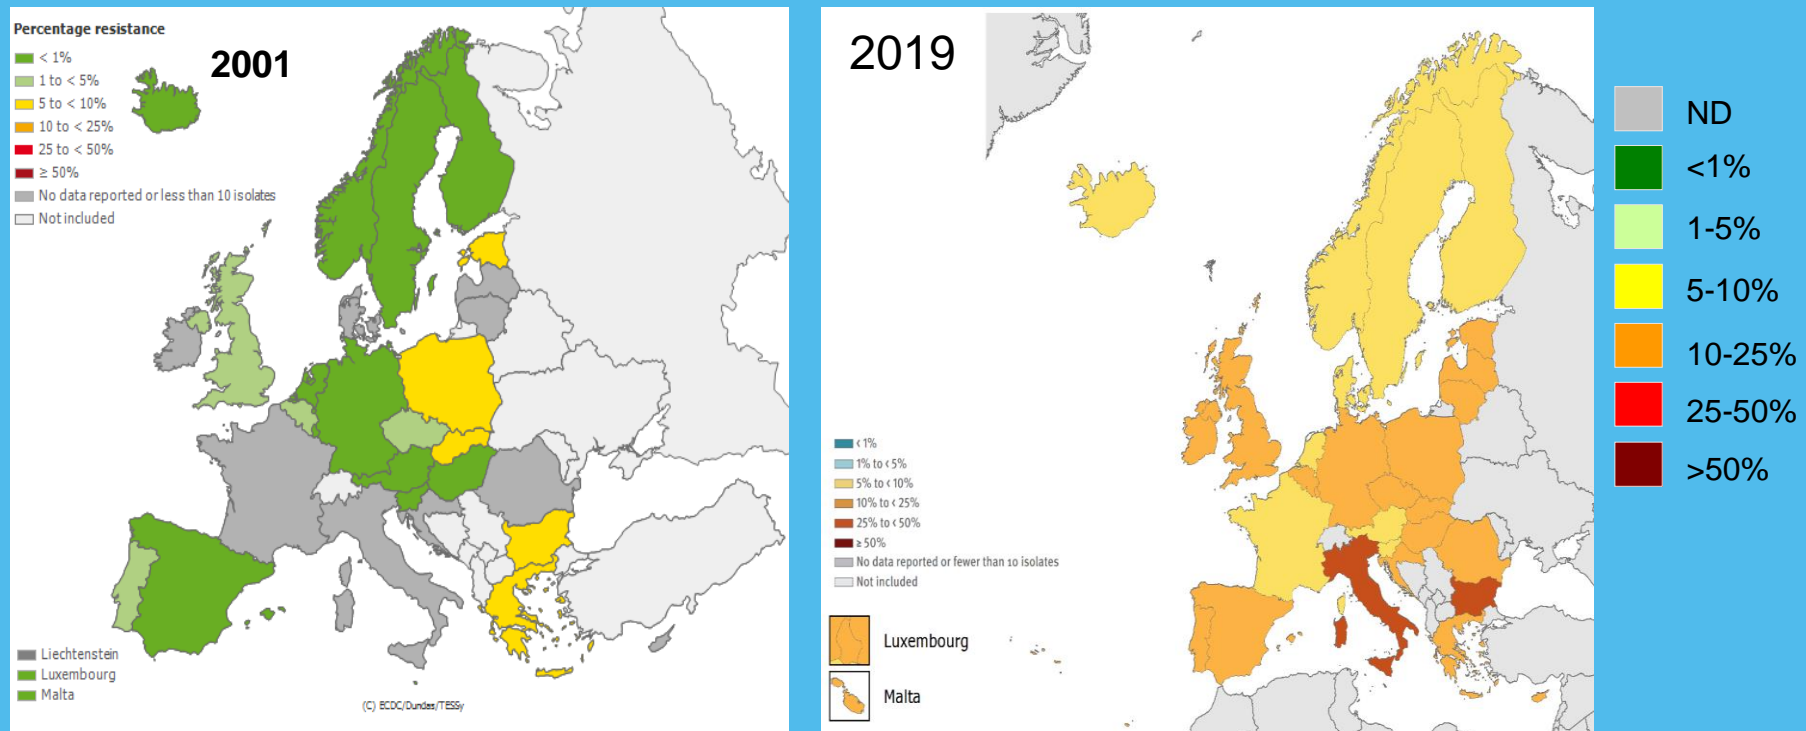 Percentage resistance
2001
< 1%
1 to < 5%
5 to < 10%
10 to < 25%
25 to < 50%
≥ 50%
No data reported or less than 10 isolates
Not included
Liechtenstein
Luxembourg
Malta
(C) ECDC/Dundas/TESSy
2019
<1%
1% to <5%
5% to <10%
10% to <25%
25% to <50%
≥50%
No data reported or fewer than 10 isolates
Not included
Luxembourg
Malta
ND
<1%
1-5%
5-10%
10-25%
25-50%
>50%